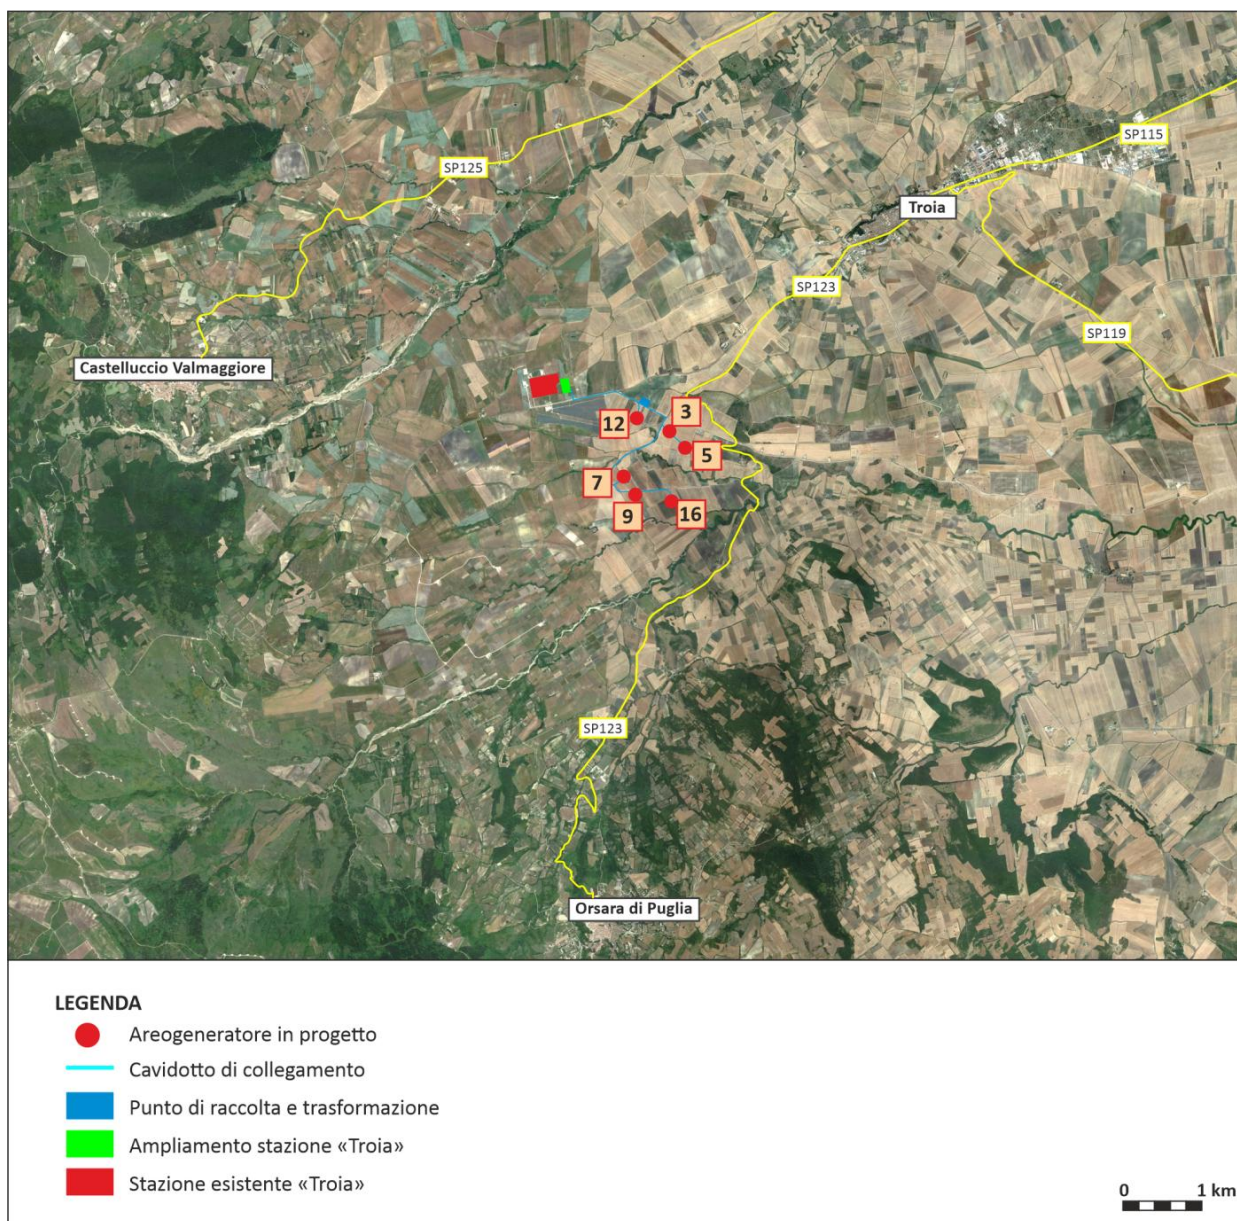 SP115
SP125
Troia
SP123
SP119
Castelluccio Valmaggiore
3
12
5
7
9
16
SP123
Orsara di Puglia
LEGENDA
Areogeneratore in progetto
Cavidotto di collegamento
Punto di raccolta e trasformazione
Ampliamento stazione «Troia»
Stazione esistente «Troia»
0 1 km